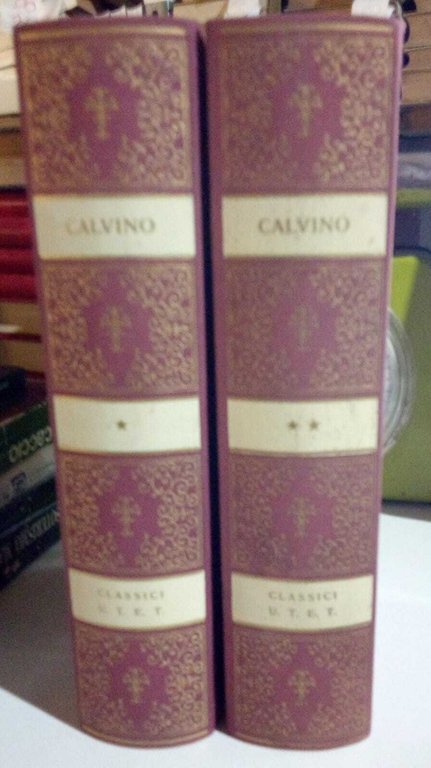 CALVINO
★
CLASSICI
U. T. E. T.
CALVINO
★ ★
CLASSICI
U. T. E. T.